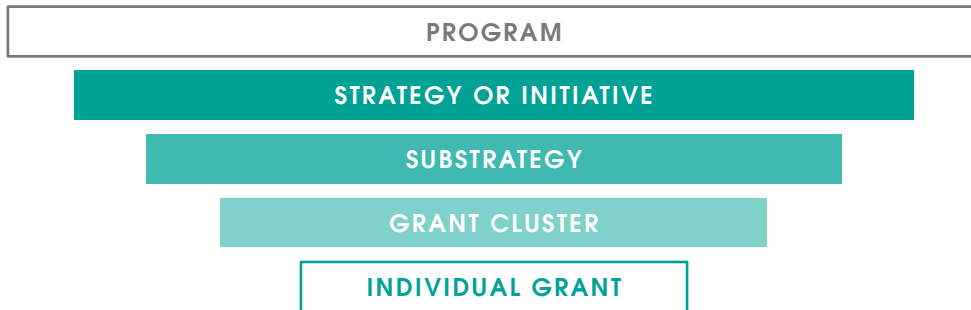 PROGRAM
STRATEGY OR INITIATIVE
SUBSTRATEGY
GRANT CLUSTER
INDIVIDUAL GRANT